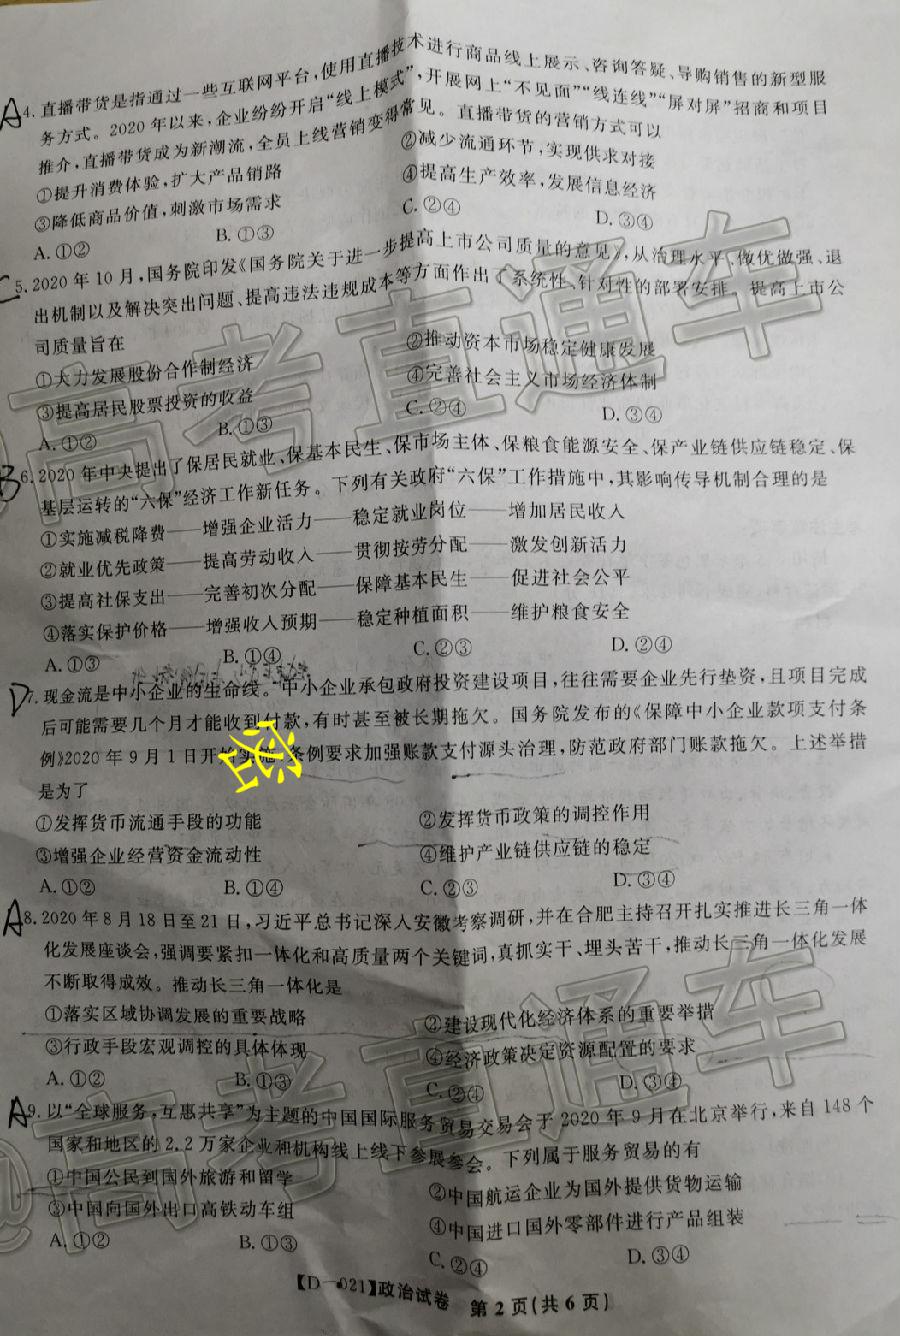 A4. 直播带货是指通过一些互联网平台,使用直播技术进行商品线上展示、咨询答疑、导购销售的新型服
务方式。2020年以来,企业纷纷开启“线上模式”,开展网上“不见面”“线连线”“屏对屏”招商和项目
推介,直播带货成为新潮流,全员上线营销变得常见。直播带货的营销方式可以
①提升消费体验,扩大产品销路 ②减少流通环节,实现供求对接
③降低商品价值,刺激市场需求 ④提高生产效率,发展信息经济
A.①② B.①③ C.②④ D.③④
C5. 2020年10月,国务院印发《国务院关于进一步提高上市公司质量的意见》,从治理水平、做优做强、退
出机制以及解决突出问题、提高违法违规成本等方面作出了系统性、针对性的部署安排。提高上市公
司质量旨在
①大力发展股份合作制经济 ②推动资本市场稳定健康发展
③提高居民股票投资的收益 ④完善社会主义市场经济体制
A.①② B.①③ C.②④ D.③④
B6. 2020年中央提出了保居民就业、保基本民生、保市场主体、保粮食能源安全、保产业链供应链稳定、保
基层运转的“六保”经济工作新任务。下列有关政府“六保”工作措施中,其影响传导机制合理的是
①实施减税降费——增强企业活力——稳定就业岗位——增加居民收入
②就业优先政策——提高劳动收入——贯彻按劳分配——激发创新活力
③提高社保支出——完善初次分配——保障基本民生——促进社会公平
④落实保护价格——增强收入预期——稳定种植面积——维护粮食安全
A.①③ B.①④ C.②③ D.②④
D7. 现金流是中小企业的生命线。中小企业承包政府投资建设项目,往往需要企业先行垫资,且项目完成
后可能需要几个月才能收到付款,有时甚至被长期拖欠。国务院发布的《保障中小企业款项支付条
例》2020年9月1日开始实施,条例要求加强账款支付源头治理,防范政府部门账款拖欠。上述举措
是为了
①发挥货币流通手段的功能 ②发挥货币政策的调控作用
③增强企业经营资金流动性 ④维护产业链供应链的稳定
A.①② B.①④ C.②③ D.③④
A8. 2020年8月18日至21日,习近平总书记深入安徽考察调研,并在合肥主持召开扎实推进长三角一体
化发展座谈会,强调要紧扣一体化和高质量两个关键词,真抓实干、埋头苦干,推动长三角一体化发展
不断取得成效。推动长三角一体化是
①落实区域协调发展的重要战略 ②建设现代化经济体系的重要举措
③行政手段宏观调控的具体体现 ④经济政策决定资源配置的要求
A.①② B.①③ C.②④ D.③④
A9. 以“全球服务,互惠共享”为主题的中国国际服务贸易交易会于2020年9月在北京举行,来自148个
国家和地区的2.2万家企业和机构线上线下参展参会。下列属于服务贸易的有
①中国公民到国外旅游和留学 ②中国航运企业为国外提供货物运输
③中国向国外出口高铁动车组 ④中国进口国外零部件进行产品组装
A.①② B.①③ C.②④ D.③④
【D-021】政治试卷 第2页(共6页)
@高考直通车
@高考直通车
密